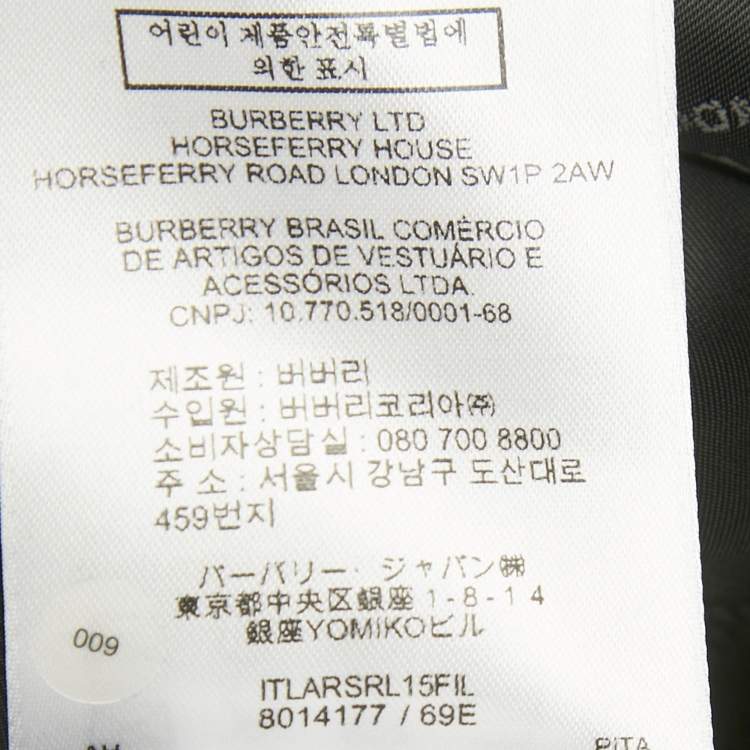 어린이 제품안전특별법에
의한 표시
BURBERRY LTD
HORSEFERRY HOUSE
HORSEFERRY ROAD LONDON SW1P 2AW
BURBERRY BRASIL COMÉRCIO
DE ARTIGOS DE VESTUÁRIO E
ACESSÓRIOS LTDA.
CNPJ: 10.770.518/0001-68
제조원 : 버버리
수입원 : 버버리코리아㈜
소비자상담실 : 080 700 8800
주 소 : 서울시 강남구 도산대로
459번지
バーバリー・ジャパン㈱
東京都中央区銀座 1-8-14
銀座YOMIKOビル
009
ITLARSRL15FIL
8014177 / 69E